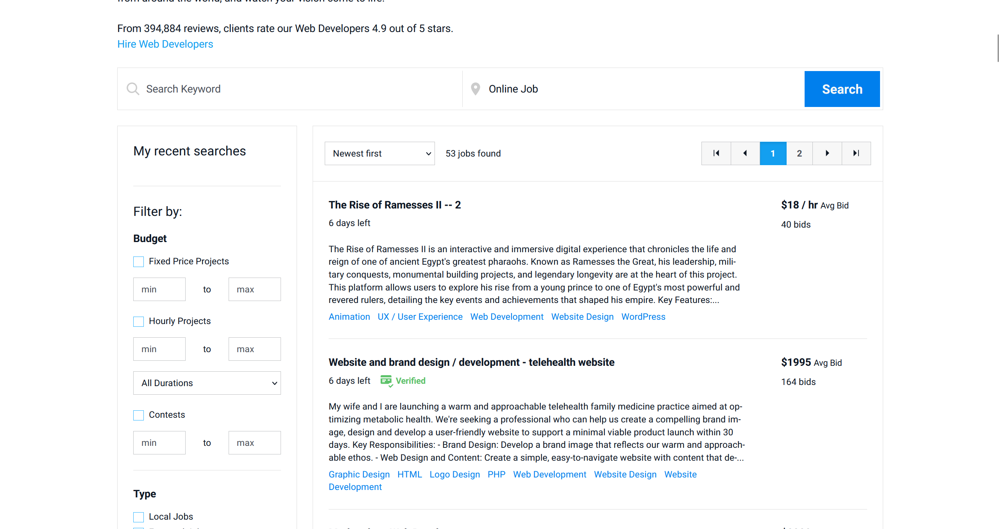 From 394,884 reviews, clients rate our Web Developers 4.9 out of 5 stars.
Hire Web Developers
Search Keyword
Online Job
Search
My recent searches
Filter by:
Budget
Fixed Price Projects
min to max
Hourly Projects
min to max
All Durations
Contests
min to max
Type
Local Jobs
Newest first
53 jobs found
1 2
The Rise of Ramesses II -- 2
$18 / hr Avg Bid
6 days left
40 bids
The Rise of Ramesses II is an interactive and immersive digital experience that chronicles the life and
reign of one of ancient Egypt's greatest pharaohs. Known as Ramesses the Great, his leadership, mili-
tary conquests, monumental building projects, and legendary longevity are at the heart of this project.
This platform allows users to explore his rise from a young prince to one of Egypt's most powerful and
revered rulers, detailing the key events and achievements that shaped his empire. Key Features:...
Animation UX / User Experience Web Development Website Design WordPress
Website and brand design / development - telehealth website
$1995 Avg Bid
6 days left Verified
164 bids
My wife and I are launching a warm and approachable telehealth family medicine practice aimed at op-
timizing metabolic health. We're seeking a professional who can help us create a compelling brand im-
age, design and develop a user-friendly website to support a minimal viable product launch within 30
days. Key Responsibilities: - Brand Design: Develop a brand image that reflects our warm and approach-
able ethos. - Web Design and Content: Create a simple, easy-to-navigate website with content that de-...
Graphic Design HTML Logo Design PHP Web Development Website Design Website
Development